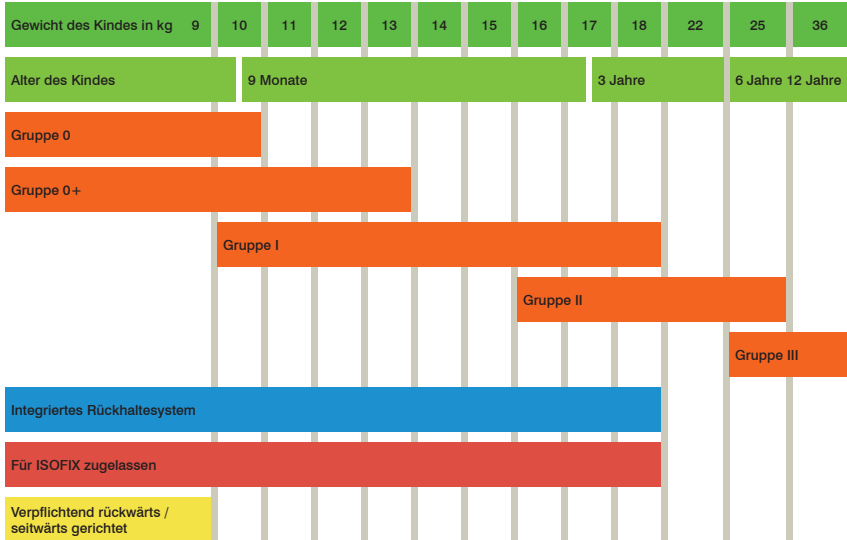 Gewicht des Kindes in kg 9 10 11 12 13 14 15 16 17 18 22 25 36
Alter des Kindes 9 Monate 3 Jahre 6 Jahre 12 Jahre
Gruppe 0
Gruppe 0+
Gruppe I
Gruppe II
Gruppe III
Integriertes Rückhaltesystem
Für ISOFIX zugelassen
Verpflichtend rückwärts /
seitwärts gerichtet